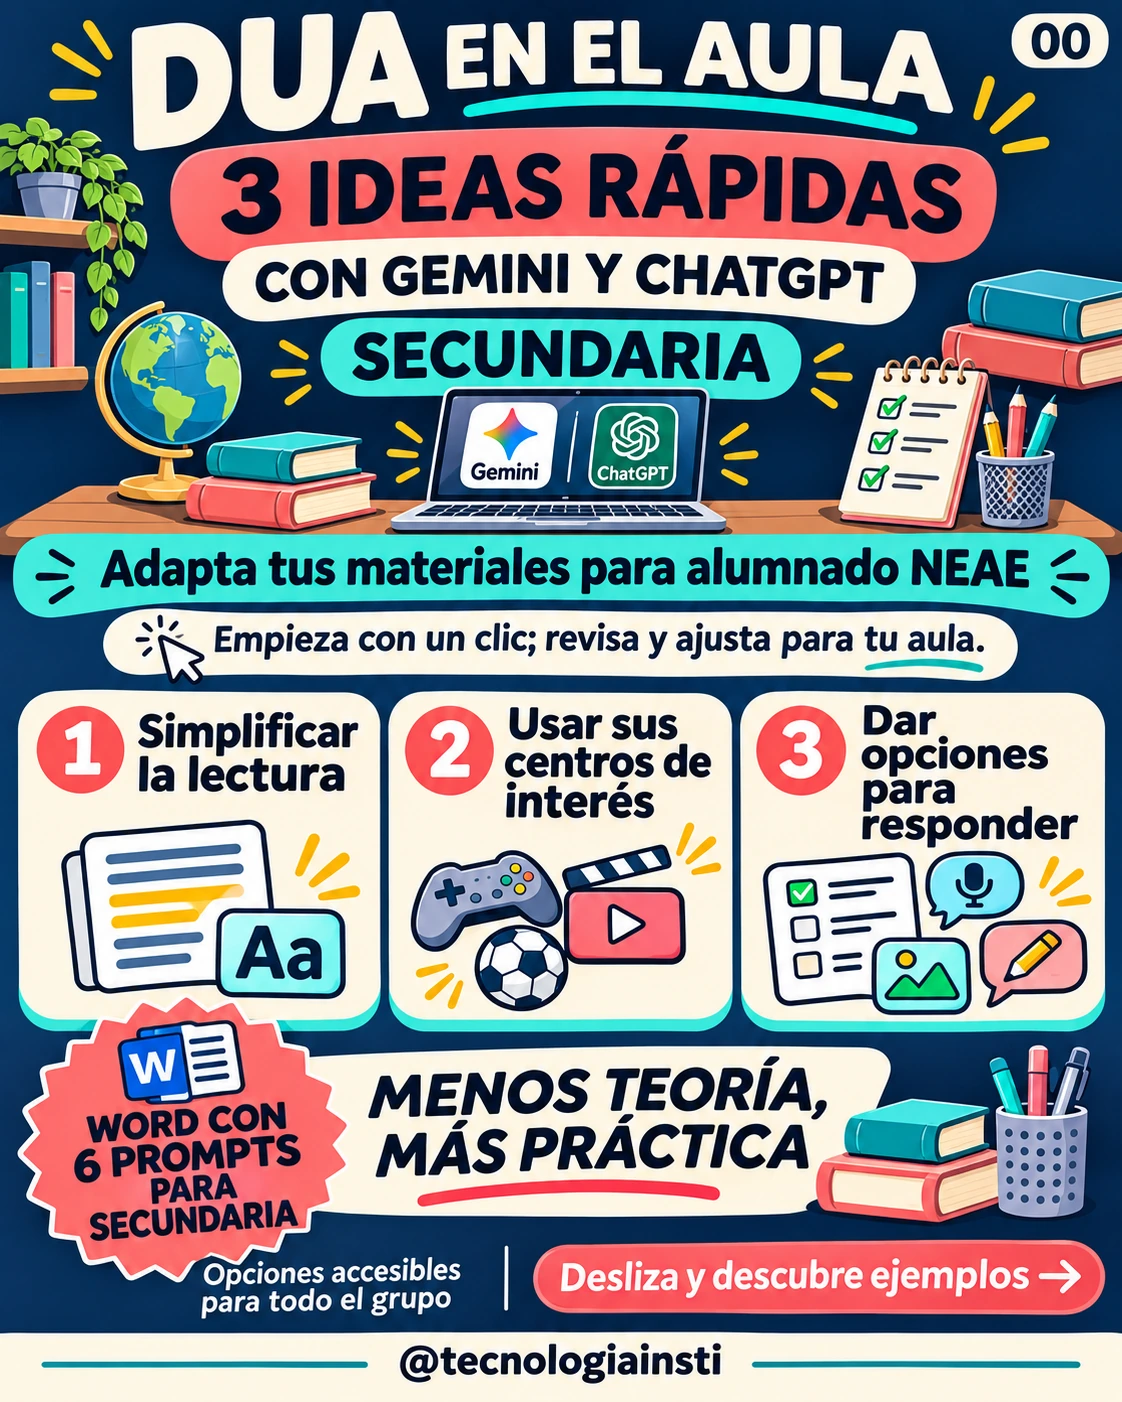 DUA EN EL AULA
00
3 IDEAS RÁPIDAS
CON GEMINI Y CHATGPT
SECUNDARIA
Gemini
ChatGPT
Adapta tus materiales para alumnado NEAE
Empieza con un clic; revisa y ajusta para tu aula.
1
Simplificar
la lectura
Aa
2
Usar sus
centros de
interés
3
Dar
opciones
para
responder
W
WORD CON
6 PROMPTS
PARA
SECUNDARIA
MENOS TEORÍA,
MÁS PRÁCTICA
Opciones accesibles
para todo el grupo
Desliza y descubre ejemplos →
@tecnologiainsti